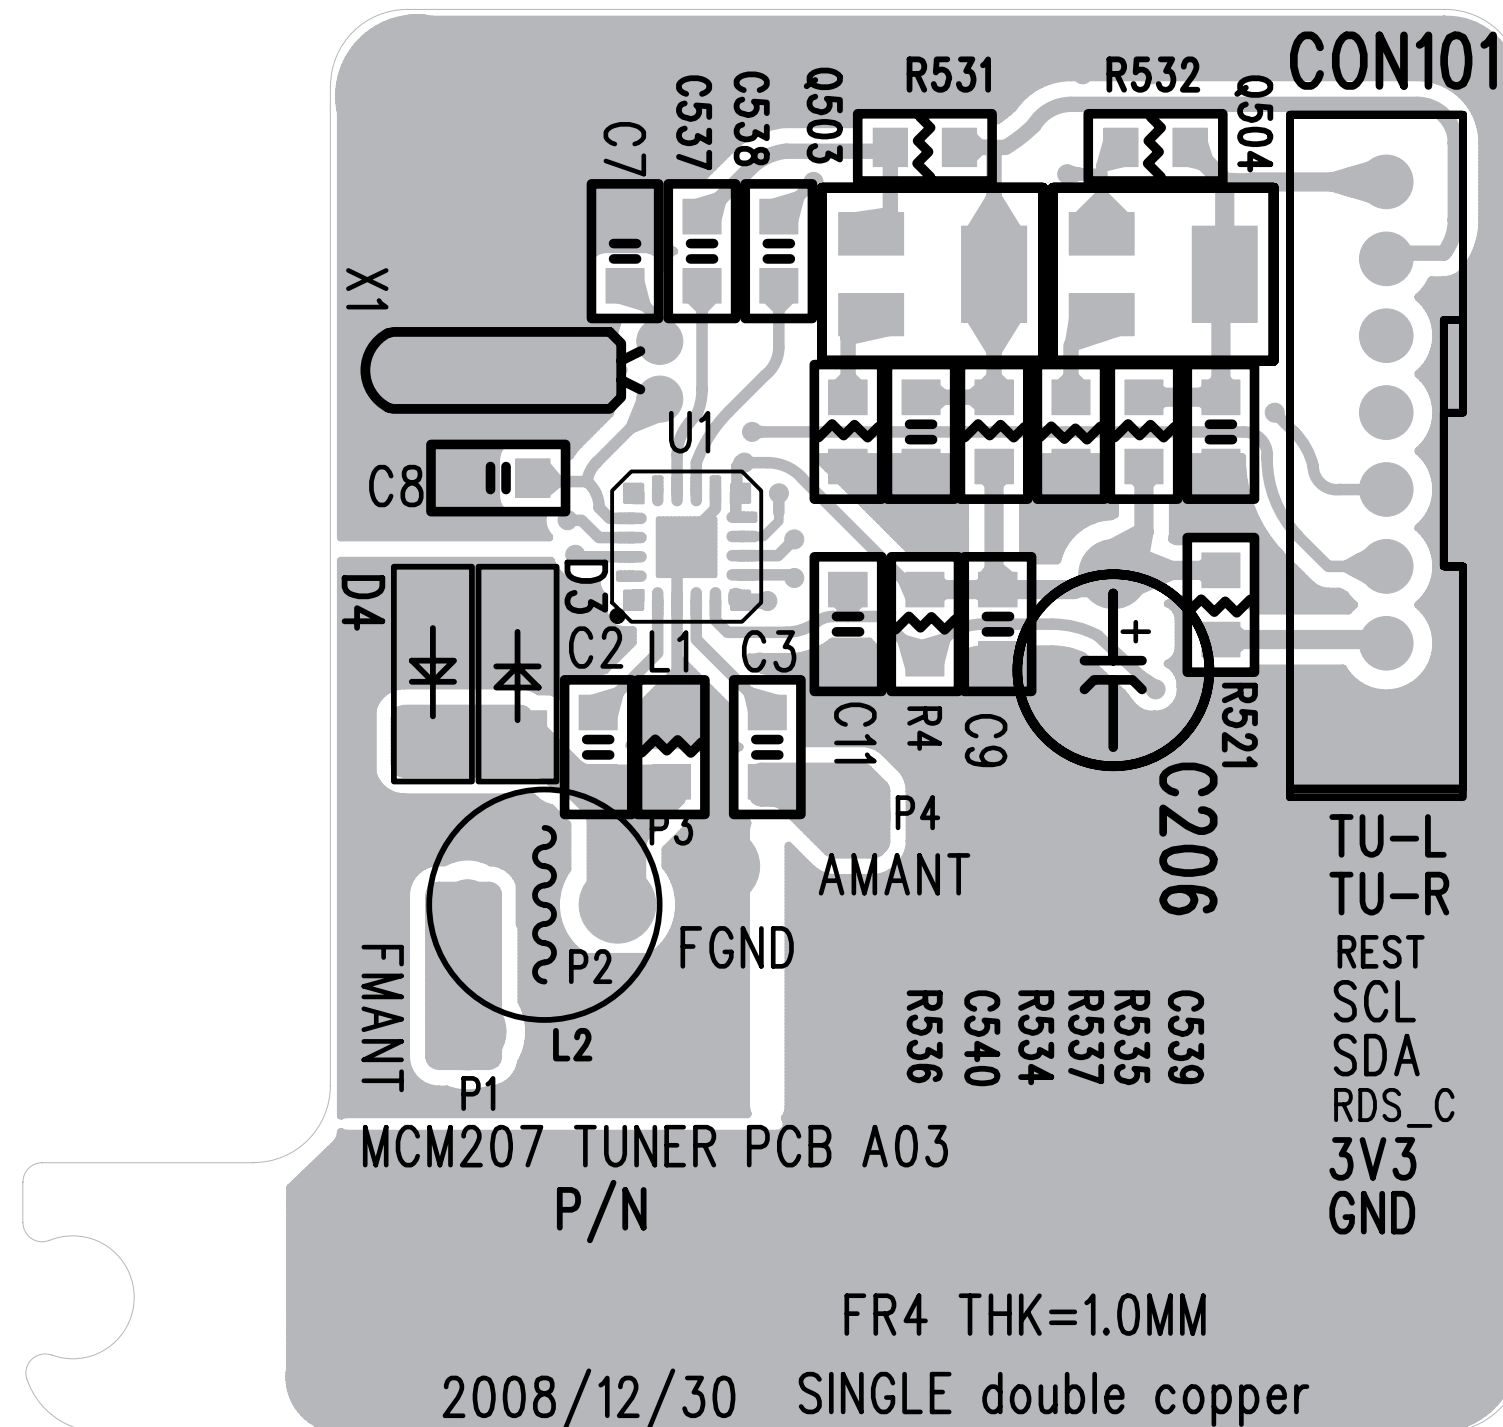 CON101
R531
R532
Q503
Q504
C538
C537
C7
X1
U1
C8
D4
D3
C2
L1
C3
+
C11
R4
C9
R521
C206
P3
P4
AMANT
TU-L
TU-R
REST
SCL
SDA
RDS_C
3V3
GND
FGND
P2
FMANT
L2
P1
R536
C540
R534
R537
R535
C539
MCM207 TUNER PCB A03
P/N
FR4 THK=1.0MM
2008/12/30 SINGLE double copper